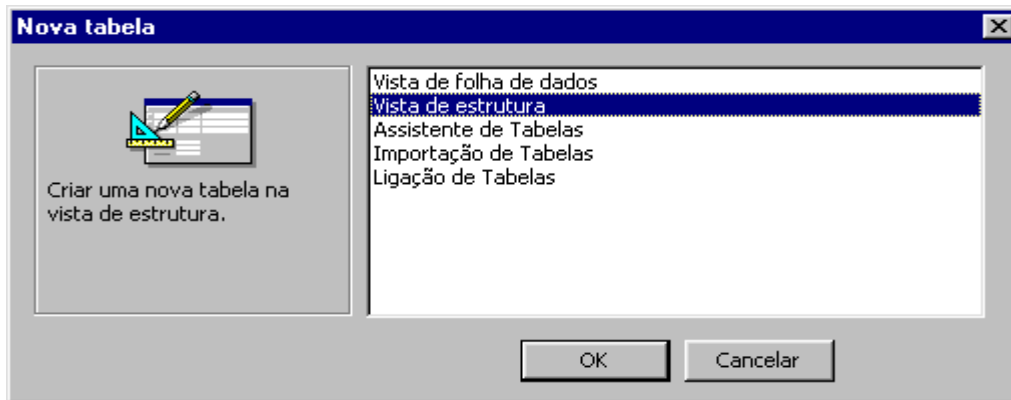 Nova tabela
Criar uma nova tabela na
vista de estrutura.
Vista de folha de dados
Vista de estrutura
Assistente de Tabelas
Importação de Tabelas
Ligação de Tabelas
OK
Cancelar